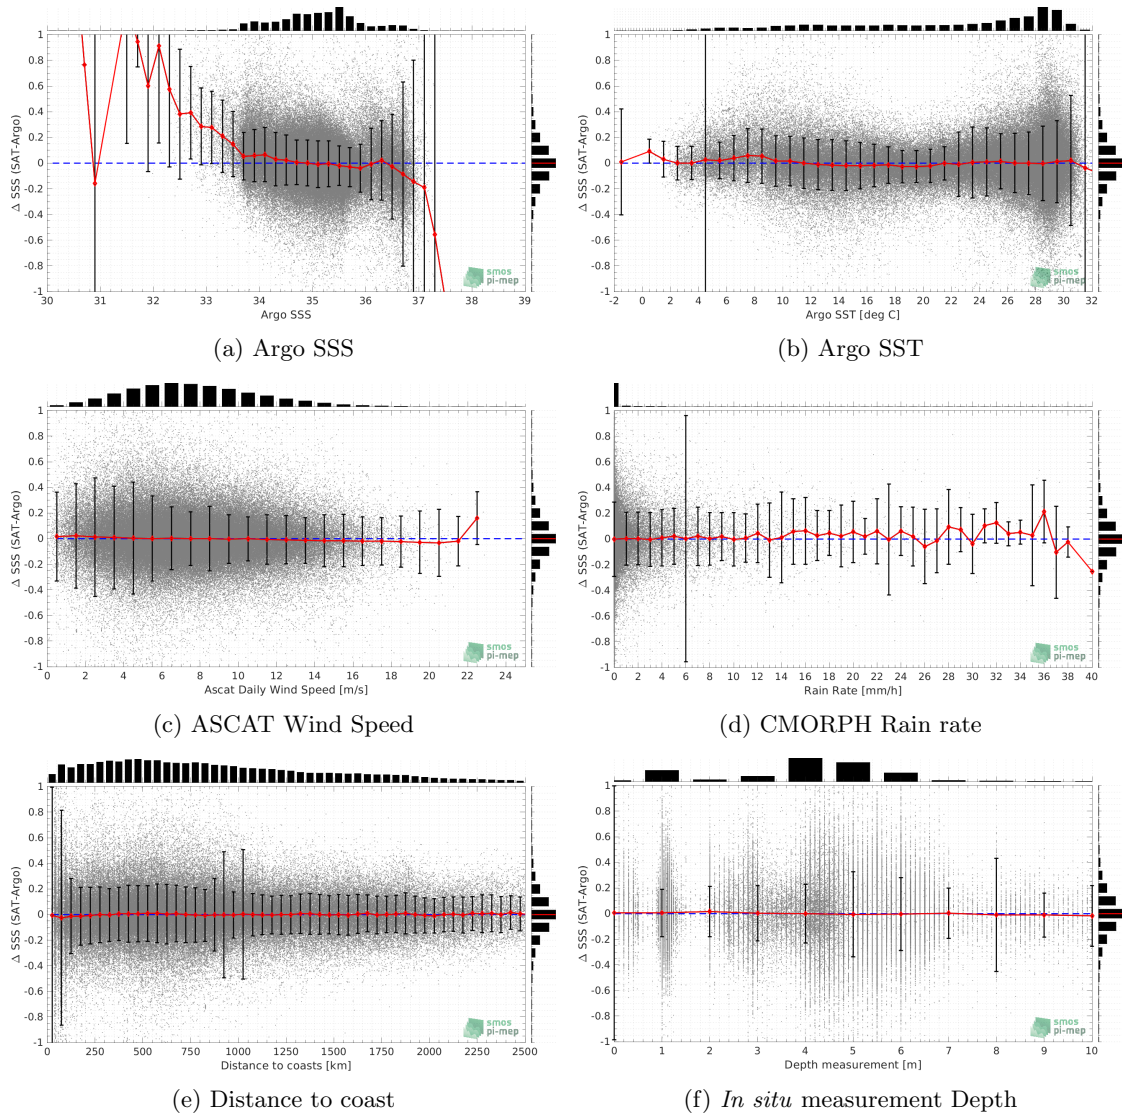 1
0.8
0.6
0.4
0.2
0
-0.2
-0.4
-0.6
-0.8
-1
Δ SSS (SAT-Argo)
30 31 32 33 34 35 36 37 38 39
Argo SSS
smos
pi-mep
(a) Argo SSS
1
0.8
0.6
0.4
0.2
0
-0.2
-0.4
-0.6
-0.8
-1
Δ SSS (SAT-Argo)
-2 0 2 4 6 8 10 12 14 16 18 20 22 24 26 28 30 32
Argo SST [deg C]
smos
pi-mep
(b) Argo SST
1
0.8
0.6
0.4
0.2
0
-0.2
-0.4
-0.6
-0.8
-1
Δ SSS (SAT-Argo)
0 2 4 6 8 10 12 14 16 18 20 22 24
Ascat Daily Wind Speed [m/s]
smos
pi-mep
(c) ASCAT Wind Speed
1
0.8
0.6
0.4
0.2
0
-0.2
-0.4
-0.6
-0.8
-1
Δ SSS (SAT-Argo)
0 2 4 6 8 10 12 14 16 18 20 22 24 26 28 30 32 34 36 38 40
Rain Rate [mm/h]
smos
pi-mep
(d) CMORPH Rain rate
1
0.8
0.6
0.4
0.2
0
-0.2
-0.4
-0.6
-0.8
-1
Δ SSS (SAT-Argo)
0 250 500 750 1000 1250 1500 1750 2000 2250 2500
Distance to coasts [km]
smos
pi-mep
(e) Distance to coast
1
0.8
0.6
0.4
0.2
0
-0.2
-0.4
-0.6
-0.8
-1
Δ SSS (SAT-Argo)
0 1 2 3 4 5 6 7 8 9 10
Depth measurement [m]
smos
pi-mep
(f) In situ measurement Depth